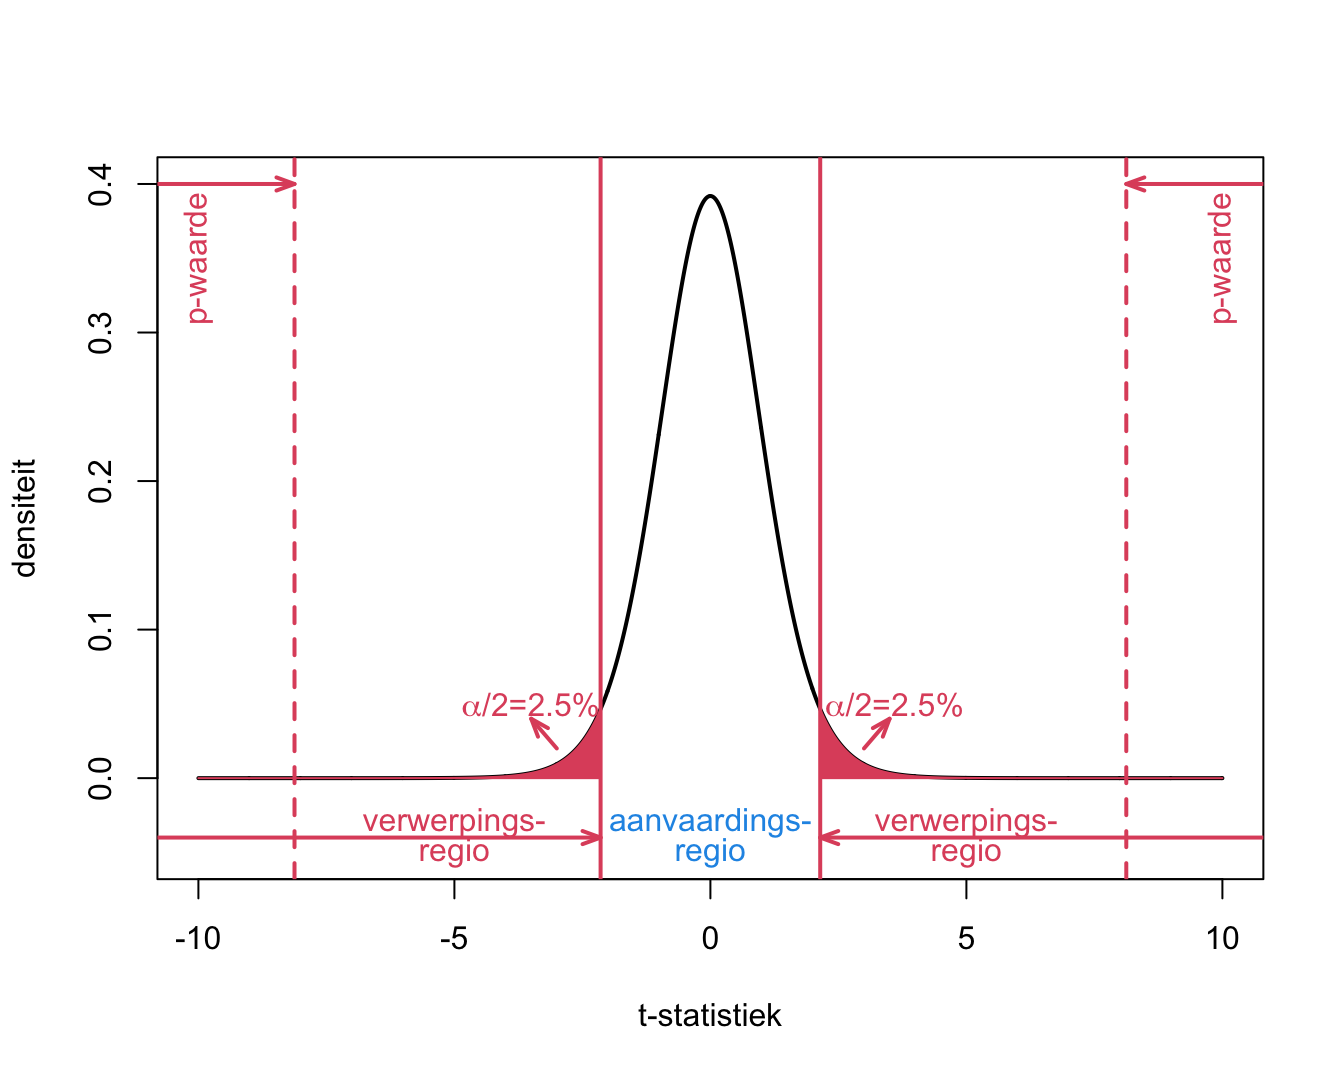 0.4
0.3
0.2
0.1
0.0
densiteit
p-waarde
p-waarde
α/2=2.5%
α/2=2.5%
verwerpings-
regio
aanvaardings-
regio
verwerpings-
regio
-10
-5
0
5
10
t-statistiek